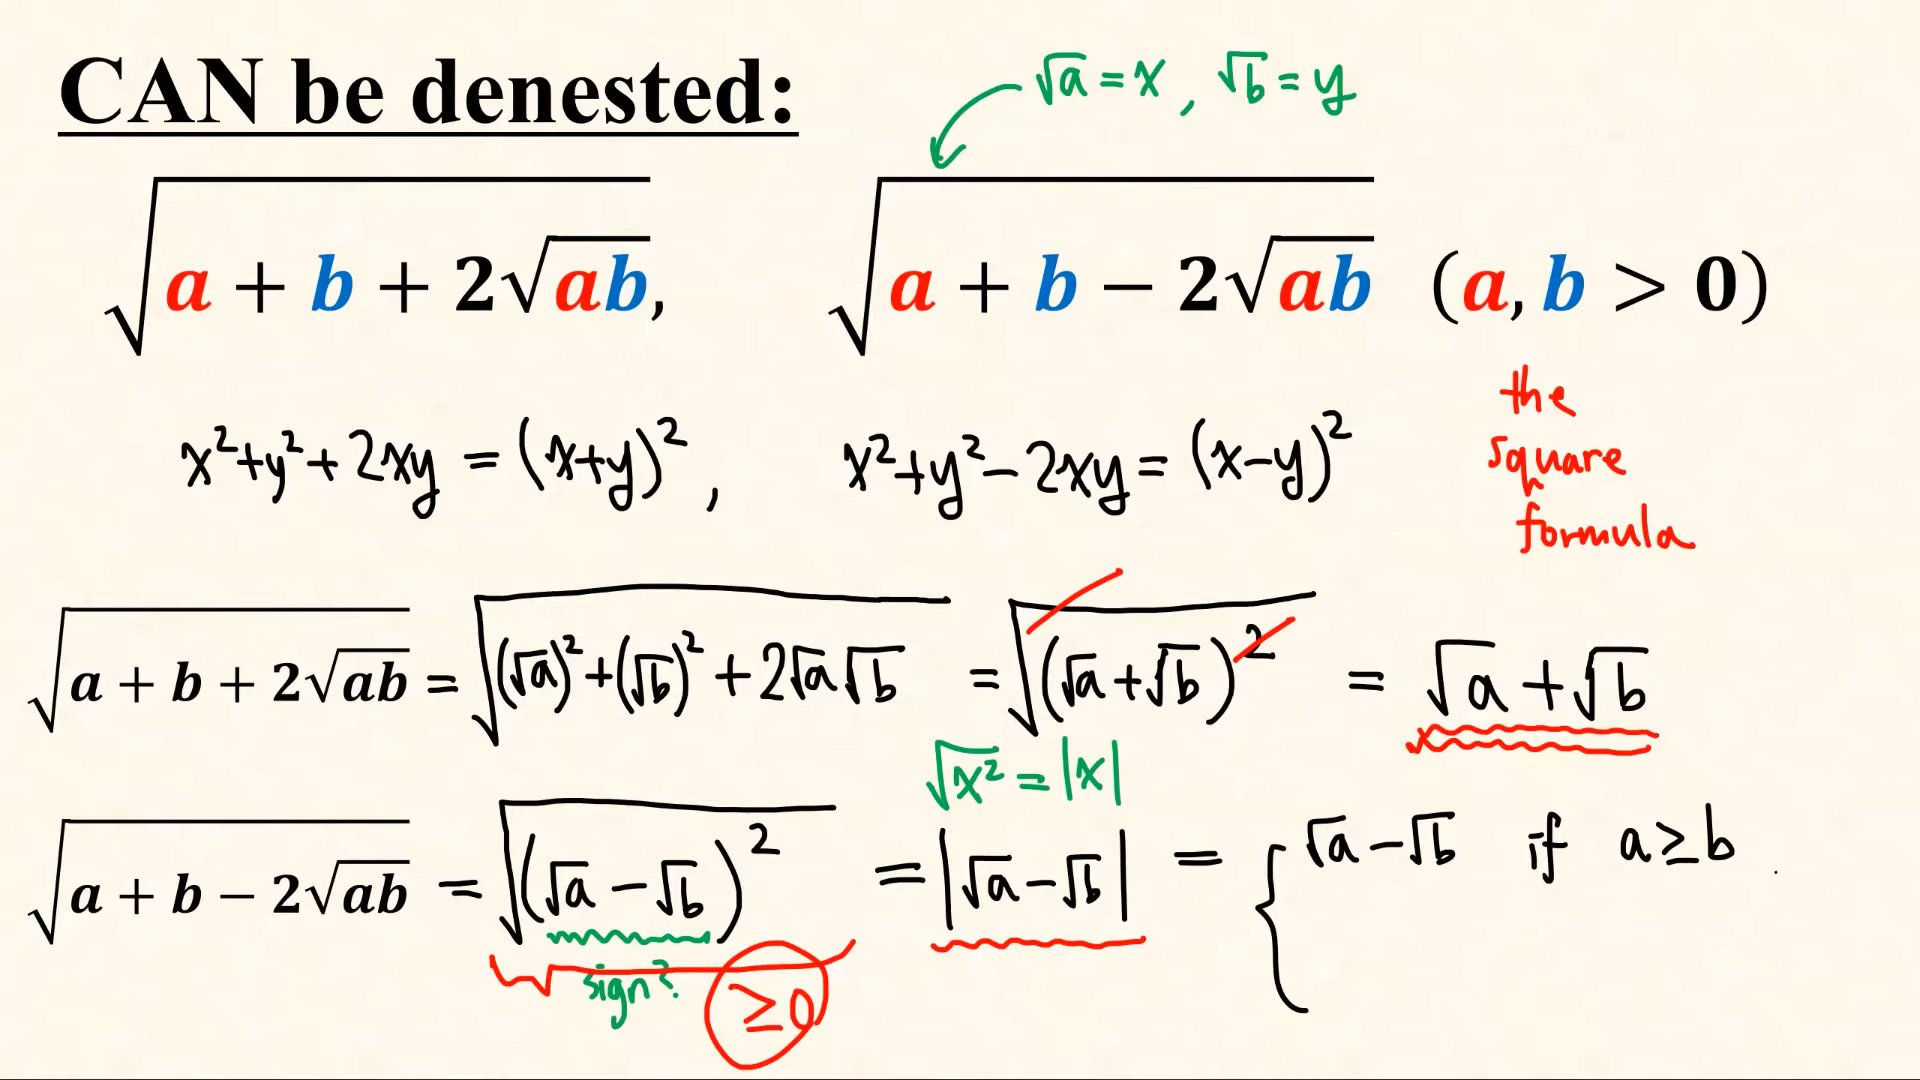 CAN be denested:
√a = x , √b = y
√(a + b + 2√(ab)), √(a + b − 2√(ab)) (a, b > 0)
the
square
formula
x² + y² + 2xy = (x+y)² , x² + y² − 2xy = (x−y)²
√(a + b + 2√(ab)) = √((√a)² + (√b)² + 2√a√b) = √((√a + √b)²) = √a + √b
√x² = |x|
√(a + b − 2√(ab)) = √((√a − √b)²) = |√a − √b| = { √a − √b if a ≥ b
sign?
≥0